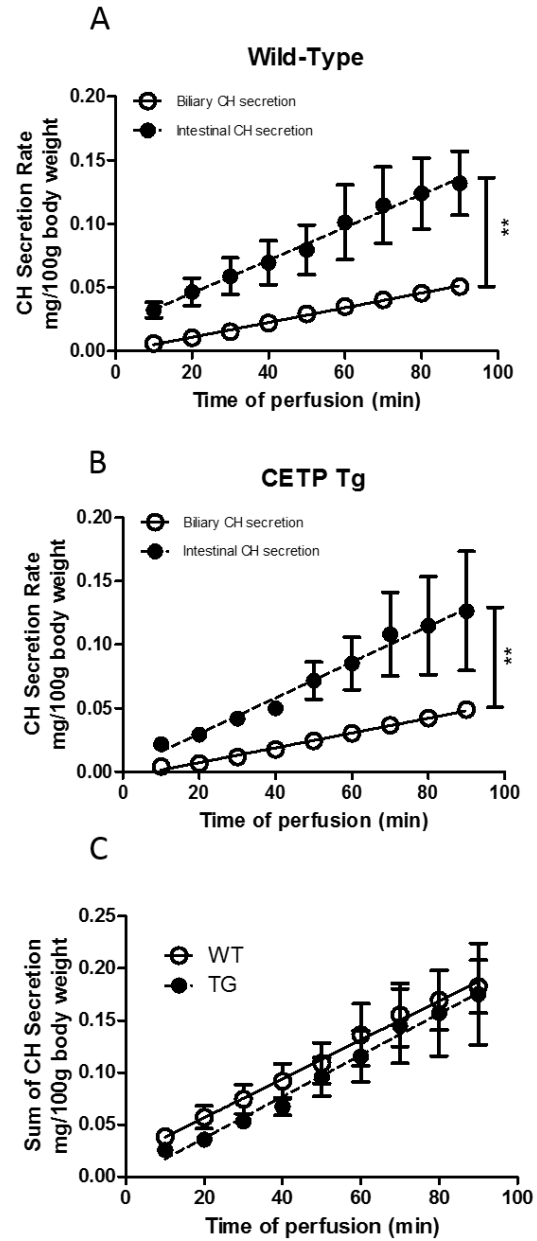 A
Wild-Type
Biliary CH secretion
Intestinal CH secretion
CH Secretion Rate
mg/100g body weight
0.20
0.15
0.10
0.05
0.00
**
0 20 40 60 80 100
Time of perfusion (min)
B
CETP Tg
Biliary CH secretion
Intestinal CH secretion
CH Secretion Rate
mg/100g body weight
0.20
0.15
0.10
0.05
0.00
**
0 20 40 60 80 100
Time of perfusion (min)
C
WT
TG
Sum of CH Secretion
mg/100g body weight
0.25
0.20
0.15
0.10
0.05
0.00
0 20 40 60 80 100
Time of perfusion (min)